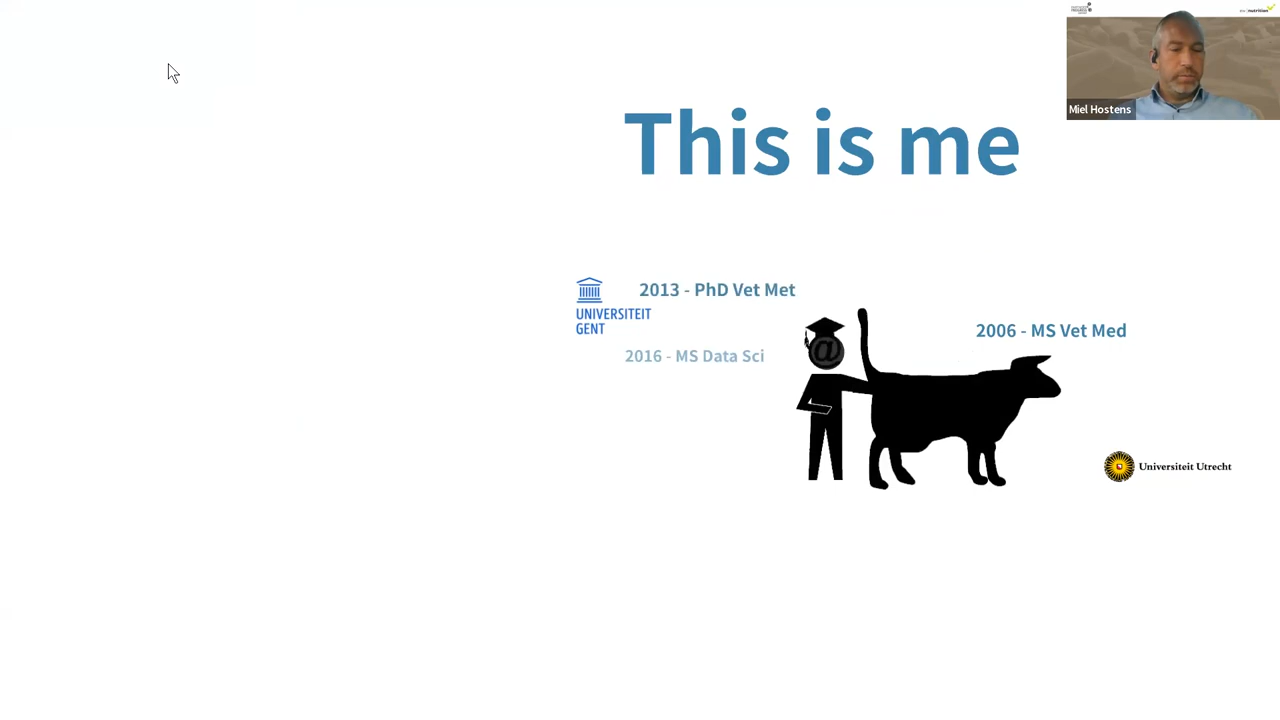 This is me
Miel Hostens
2013 - PhD Vet Met
UNIVERSITEIT
GENT
2006 - MS Vet Med
2016 - MS Data Sci
@
Universiteit Utrecht